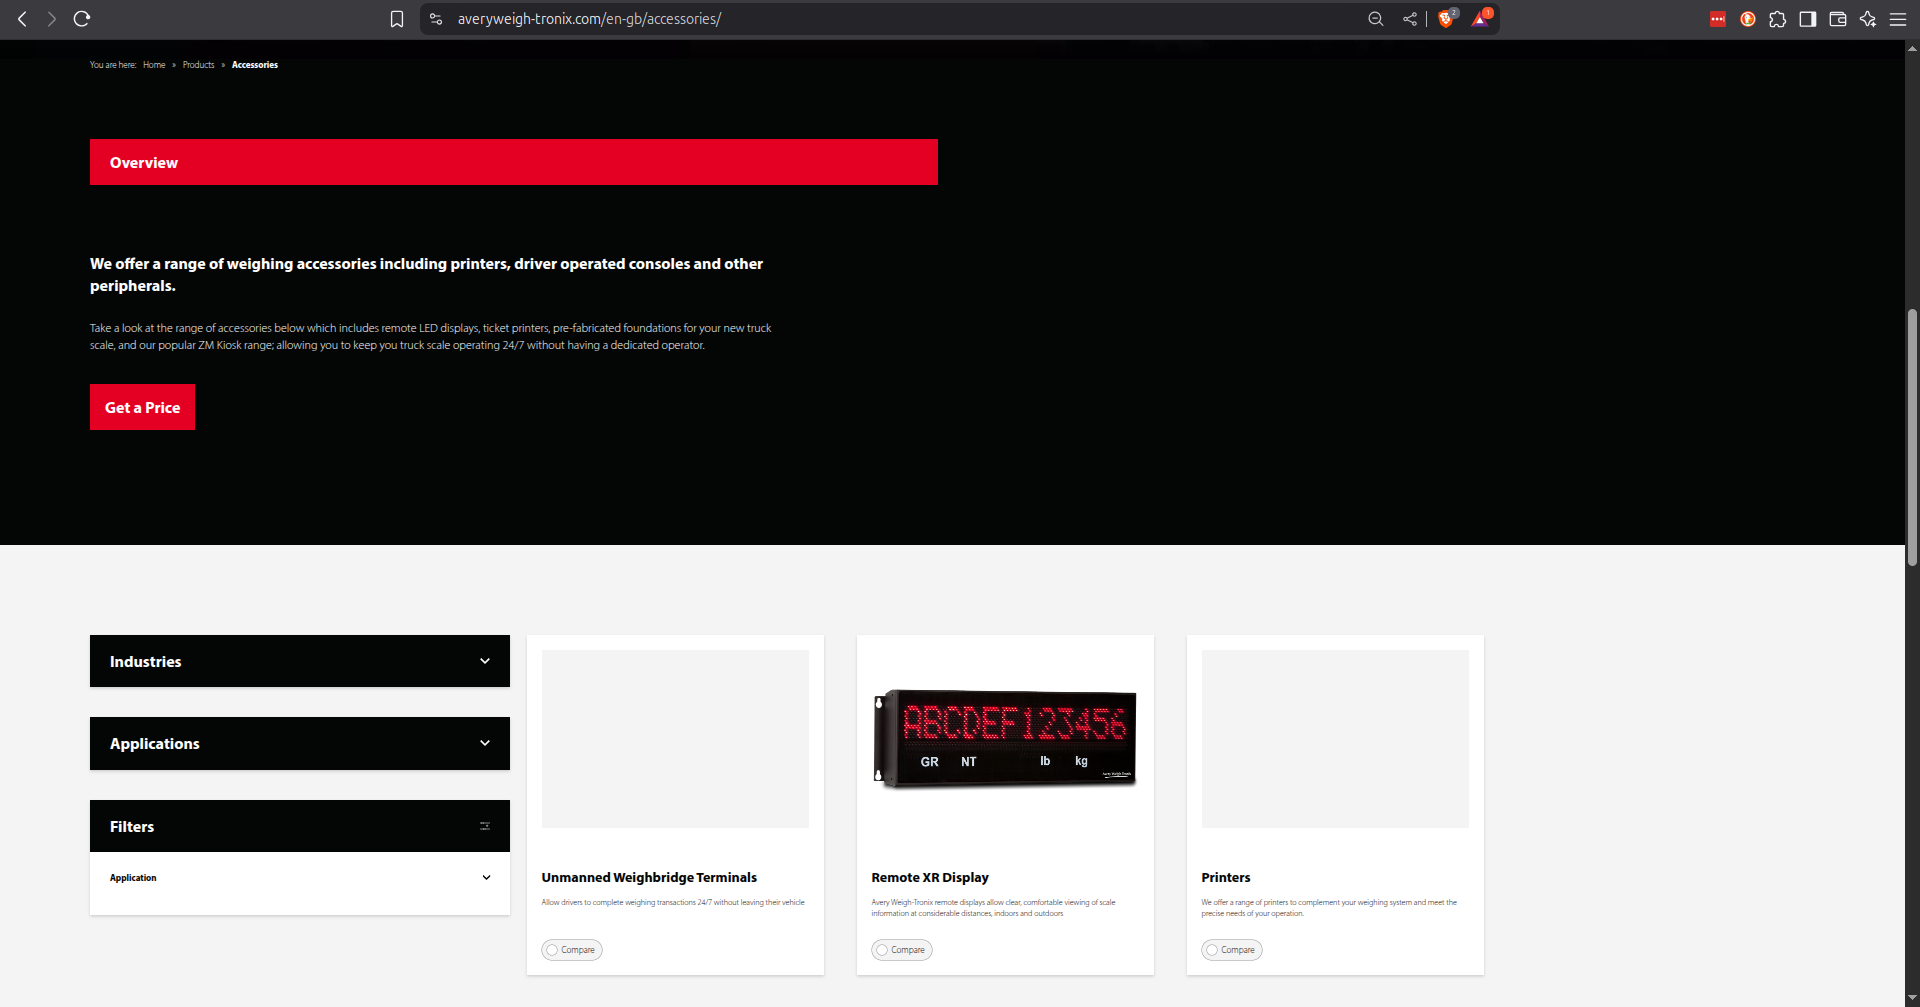 averyweigh-tronix.com/en-gb/accessories/
2
1
You are here: Home » Products » Accessories
Overview
We offer a range of weighing accessories including printers, driver operated consoles and other
peripherals.
Take a look at the range of accessories below which includes remote LED displays, ticket printers, pre-fabricated foundations for your new truck
scale, and our popular ZM Kiosk range; allowing you to keep you truck scale operating 24/7 without having a dedicated operator.
Get a Price
Industries
Applications
Filters
Application
Unmanned Weighbridge Terminals
Allow drivers to complete weighing transactions 24/7 without leaving their vehicle
Compare
ABCDEF123456
GR NT lb kg
Avery Weigh-Tronix
Remote XR Display
Avery Weigh-Tronix remote displays allow clear, comfortable viewing of scale
information at considerable distances, indoors and outdoors
Compare
Printers
We offer a range of printers to complement your weighing system and meet the
precise needs of your operation.
Compare